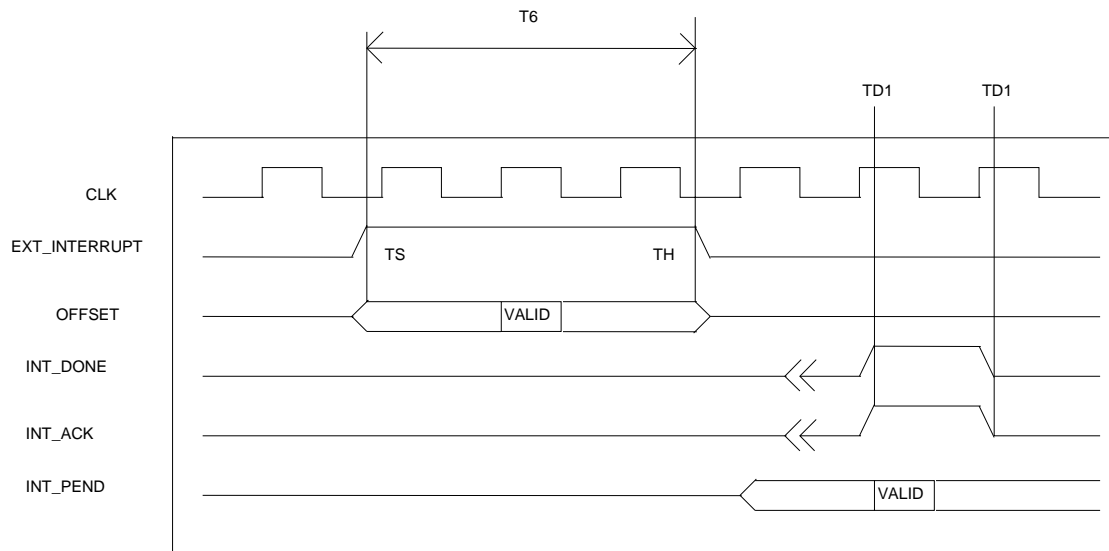 T6
TD1 TD1
CLK
EXT_INTERRUPT
TS TH
OFFSET
VALID
INT_DONE
INT_ACK
INT_PEND
VALID